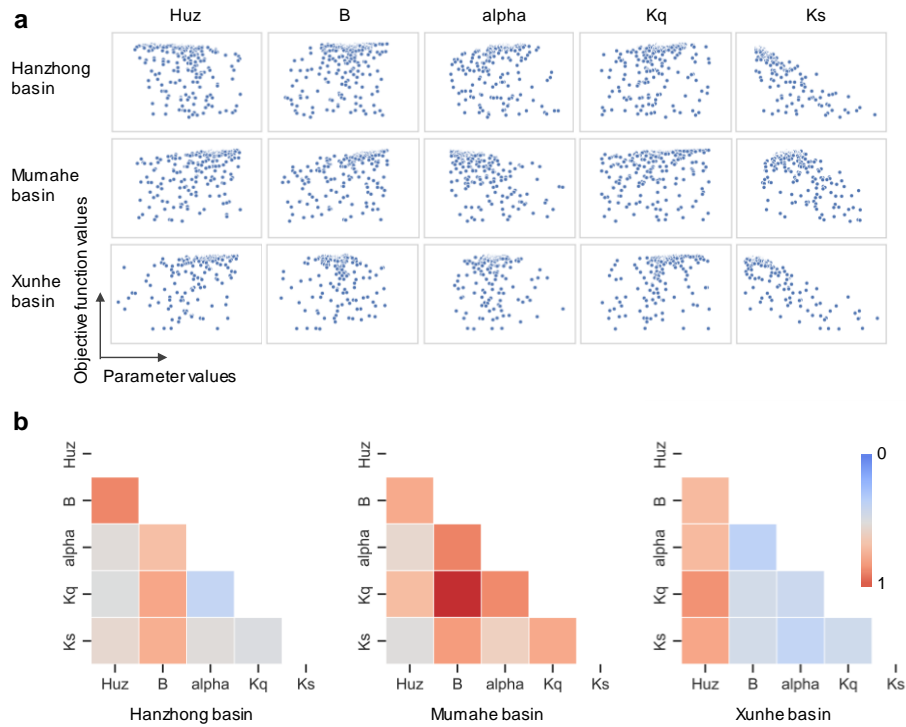 a
Huz B alpha Kq Ks
Hanzhong
basin
Mumahe
basin
Xunhe
basin
Objective function values
Parameter values
b
Huz
B
alpha
Kq
Ks
Huz B alpha Kq Ks
Hanzhong basin
Huz
B
alpha
Kq
Ks
Huz B alpha Kq Ks
Mumahe basin
Huz
B
alpha
Kq
Ks
Huz B alpha Kq Ks
Xunhe basin
0
1